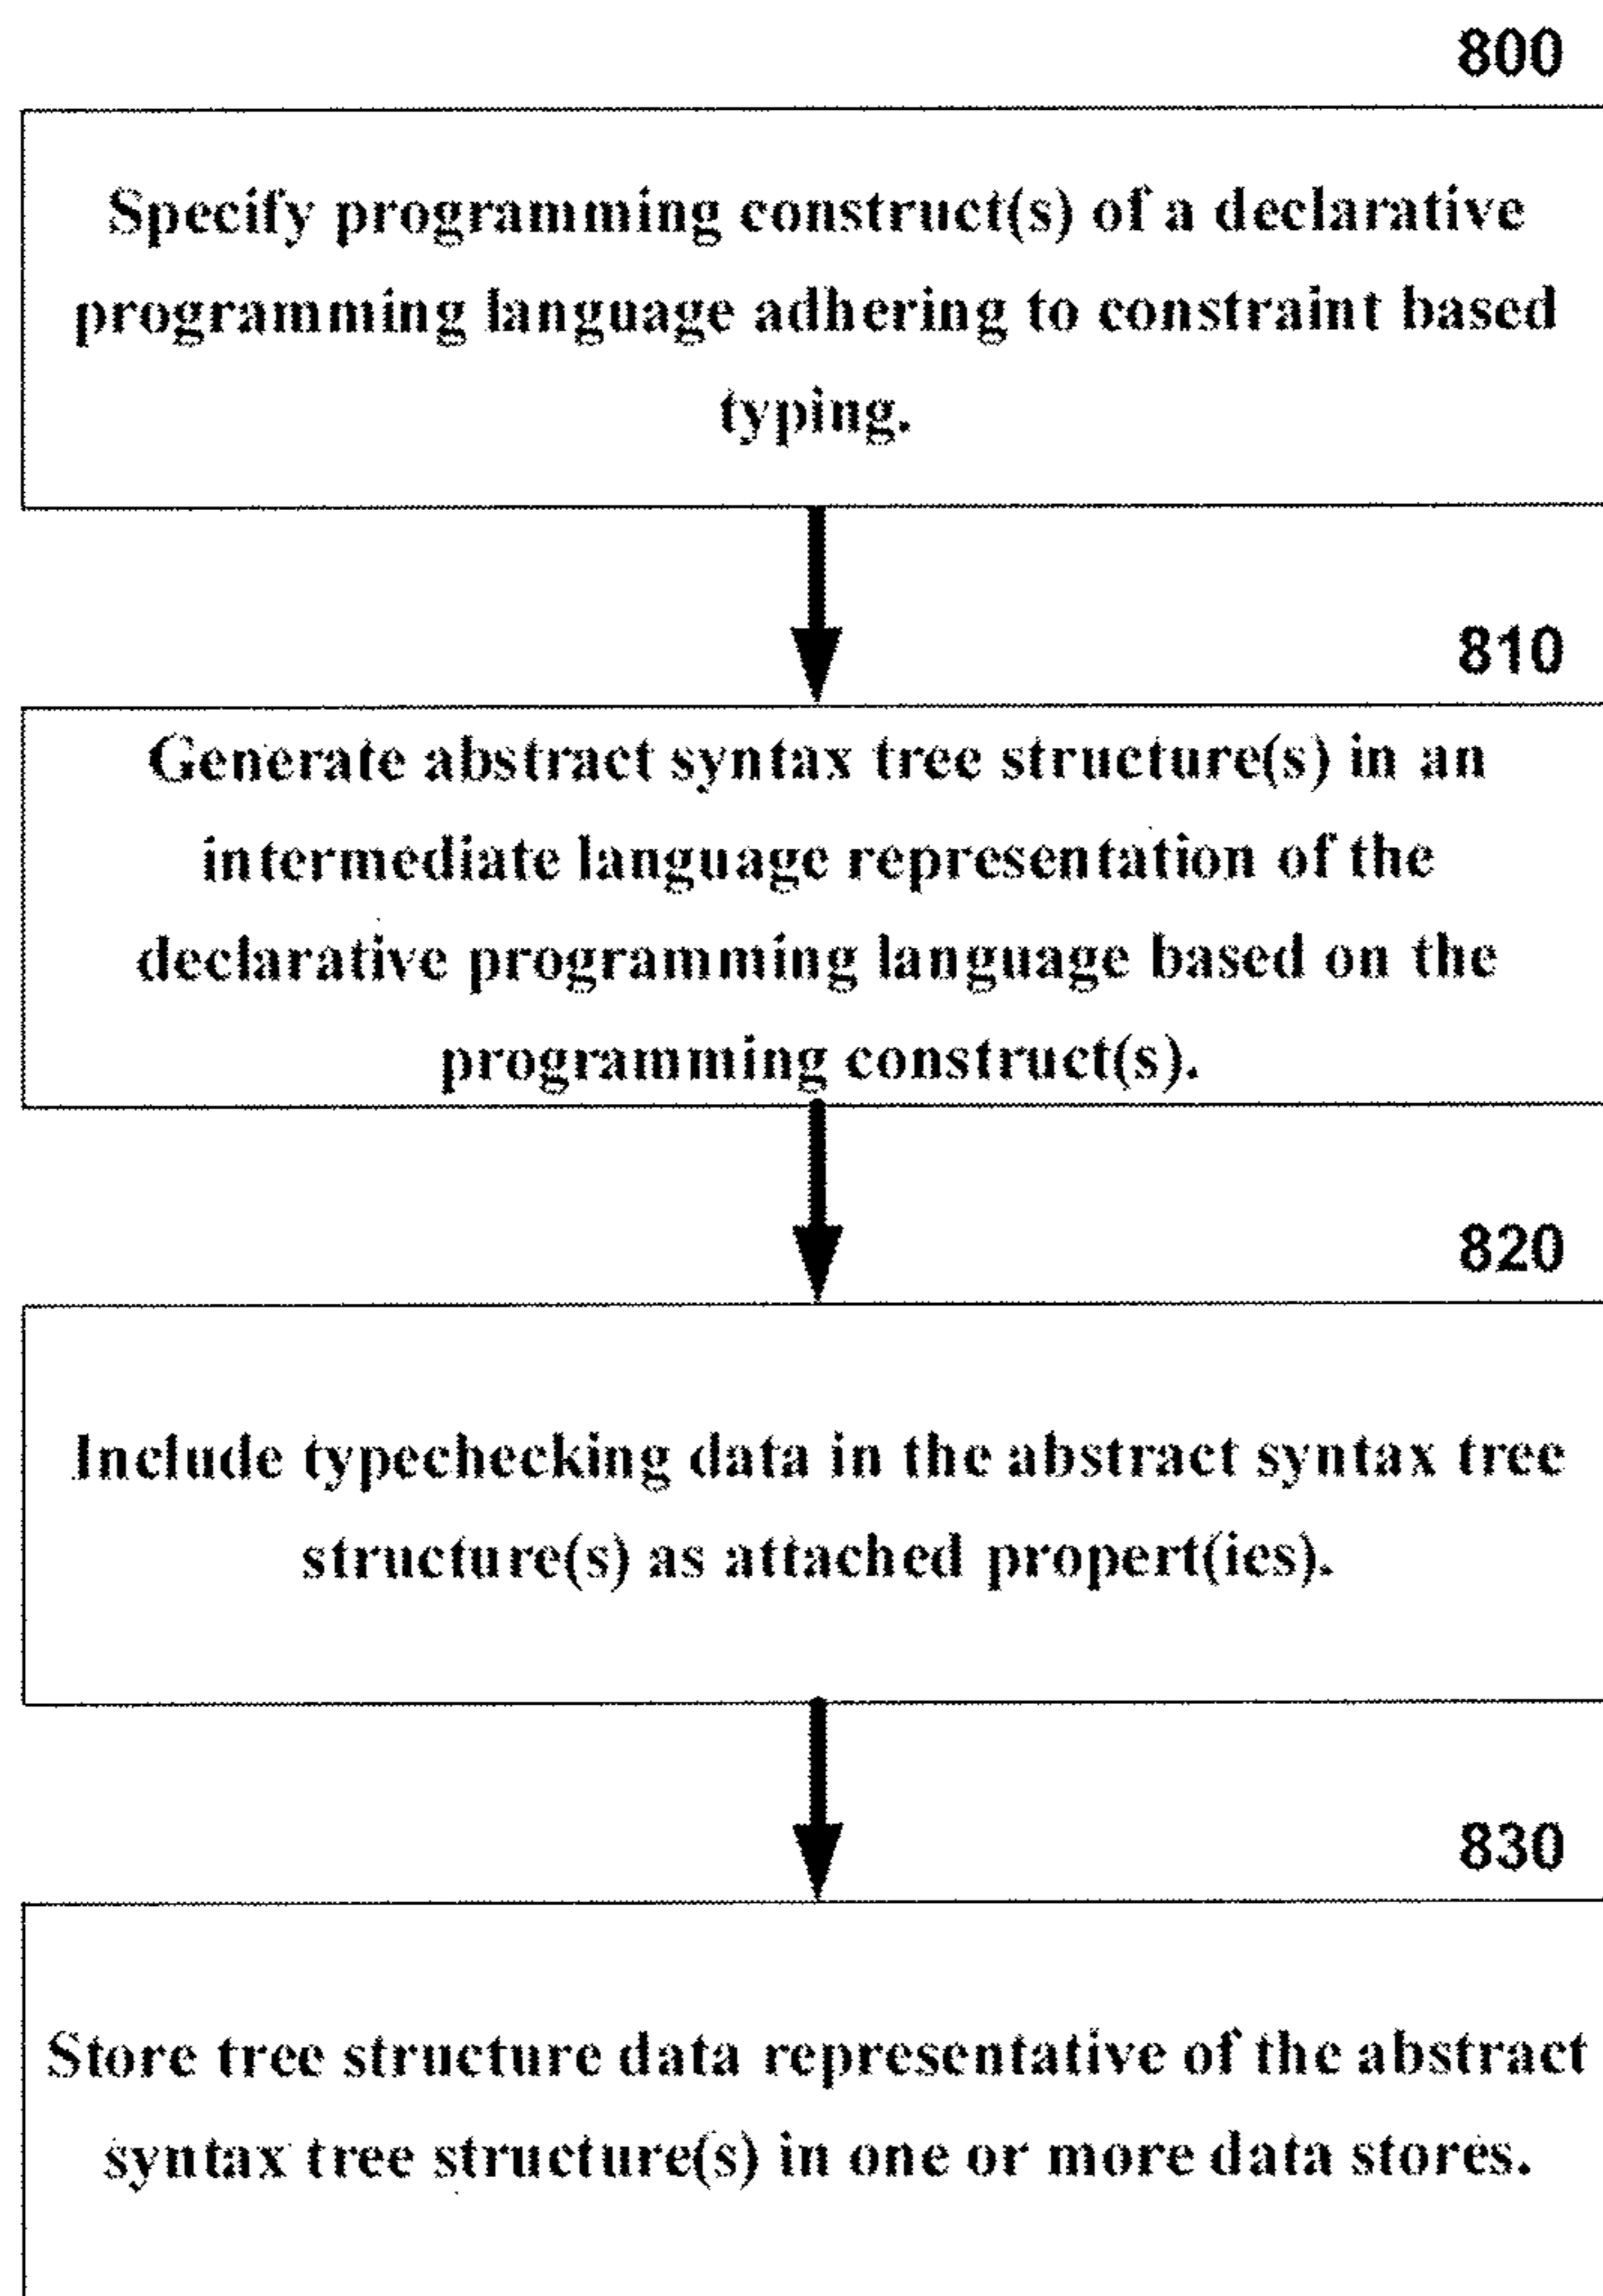 800
Specify programming construct(s) of a declarative
programming language adhering to constraint based
typing.
810
Generate abstract syntax tree structure(s) in an
intermediate language representation of the
declarative programming language based on the
programming construct(s).
820
Include typechecking data in the abstract syntax tree
structure(s) as attached propert(ies).
830
Store tree structure data representative of the abstract
syntax tree structure(s) in one or more data stores.